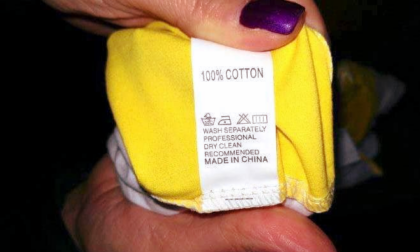 100% COTTON
WASH SEPARATELY
PROFESSIONAL
DRY CLEAN
RECOMMENDED
MADE IN CHINA